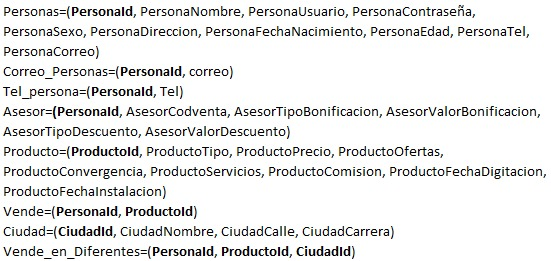 Personas=(PersonaId, PersonaNombre, PersonaUsuario, PersonaContraseña,
PersonaSexo, PersonaDireccion, PersonaFechaNacimiento, PersonaEdad, PersonaTel,
PersonaCorreo)
Correo_Personas=(PersonaId, correo)
Tel_persona=(PersonaId, Tel)
Asesor=(PersonaId, AsesorCodventa, AsesorTipoBonificacion, AsesorValorBonificacion,
AsesorTipoDescuento, AsesorValorDescuento)
Producto=(ProductoId, ProductoTipo, ProductoPrecio, ProductoOfertas,
ProductoConvergencia, ProductoServicios, ProductoComision, ProductoFechaDigitacion,
ProductoFechaInstalacion)
Vende=(PersonaId, ProductoId)
Ciudad=(CiudadId, CiudadNombre, CiudadCalle, CiudadCarrera)
Vende_en_Diferentes=(PersonaId, ProductoId, CiudadId)